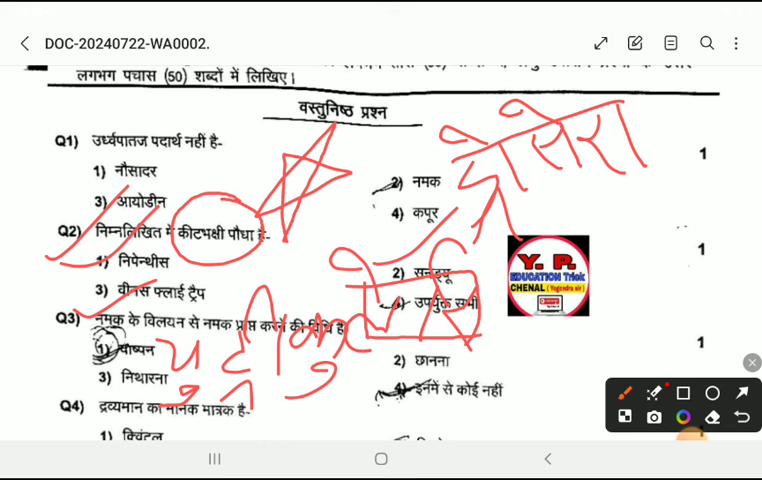 DOC-20240722-WA0002.
लगभग पचास (50) शब्दों में लिखिए।
वस्तुनिष्ठ प्रश्न
Q1) उर्ध्वपातज पदार्थ नहीं है-
1
1) नौसादर
2) नमक
3) आयोडीन
4) कपूर
Q2) निम्नलिखित में कीटभक्षी पौधा है-
1
1) निपेन्थीस
2) सनड्यू
3) वीनस फ्लाई ट्रैप
4) उपर्युक्त सभी
Q3) नमक के विलयन से नमक प्राप्त करने की विधि है
1
1) वाष्पन
2) छानना
3) निथारना
4) इनमें से कोई नहीं
Q4) द्रव्यमान का मानक मात्रक है-
1) क्विंटल
Y. P.
EDUCATION Trick
CHENAL (Yogendra sir)